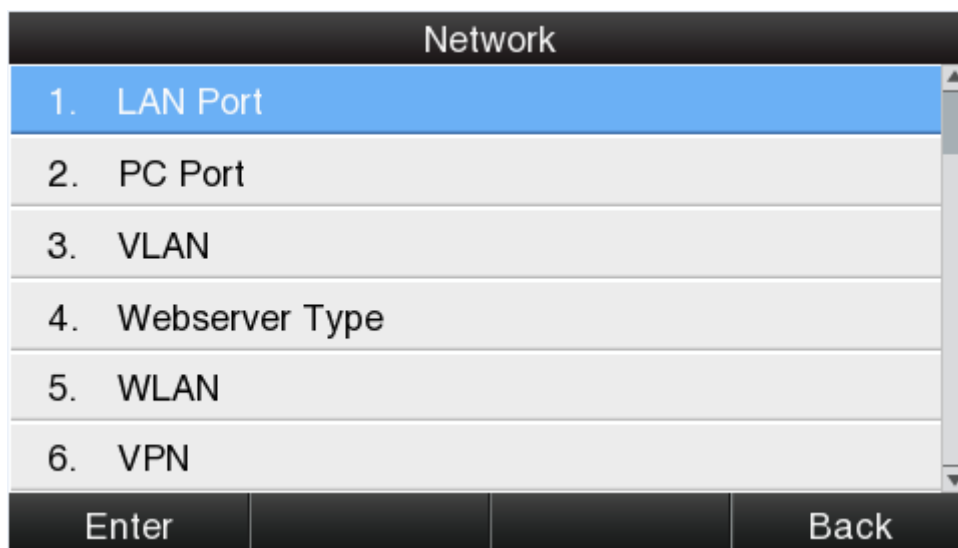 Network
1. LAN Port
2. PC Port
3. VLAN
4. Webserver Type
5. WLAN
6. VPN
Enter Back